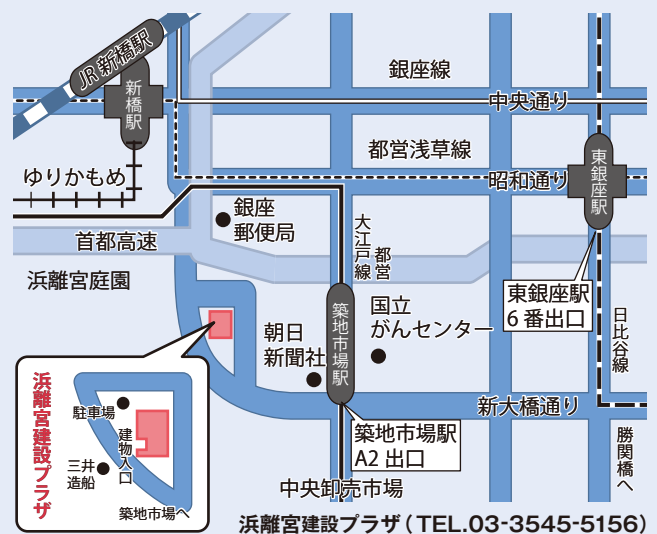 JR 新橋駅
新橋駅
銀座線
中央通り
都営浅草線
昭和通り
東銀座駅
ゆりかもめ
銀座
郵便局
首都高速
都営
大江戸線
浜離宮庭園
東銀座駅
6 番出口
日比谷線
国立
がんセンター
築地市場駅
朝日
新聞社
新大橋通り
築地市場駅
A2 出口
勝関橋へ
中央卸売市場
浜離宮建設プラザ
駐車場
建物入口
三井
造船
築地市場へ
浜離宮建設プラザ ( TEL.03-3545-5156)